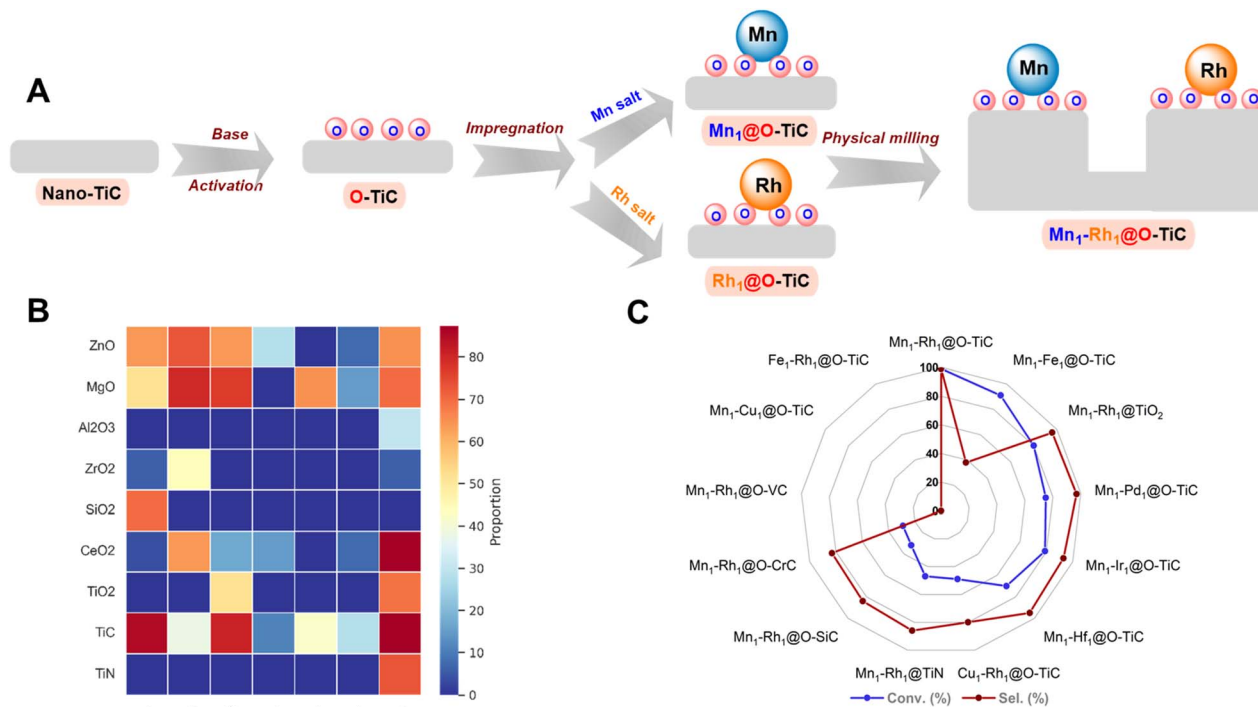 A
Mn
O O O O
Mn salt
Mn₁@O-TiC
Base
Activation
Nano-TiC
O O O O
O-TiC
Impregnation
Rh salt
Rh
O O O O
Rh₁@O-TiC
Physical milling
Mn
O O O O
Rh
O O O O
Mn₁-Rh₁@O-TiC
B
ZnO
MgO
Al2O3
ZrO2
SiO2
CeO2
TiO2
TiC
TiN
80
70
60
50
40
30
20
10
0
Proportion
C
Mn₁-Rh₁@O-TiC
Mn₁-Fe₁@O-TiC
Mn₁-Rh₁@TiO₂
Mn₁-Pd₁@O-TiC
Mn₁-Ir₁@O-TiC
Mn₁-Hf₁@O-TiC
Cu₁-Rh₁@O-TiC
Mn₁-Rh₁@TiN
Mn₁-Rh₁@O-SiC
Mn₁-Rh₁@O-CrC
Mn₁-Rh₁@O-VC
Mn₁-Cu₁@O-TiC
Fe₁-Rh₁@O-TiC
100
80
60
40
20
0
Conv. (%) Sel. (%)